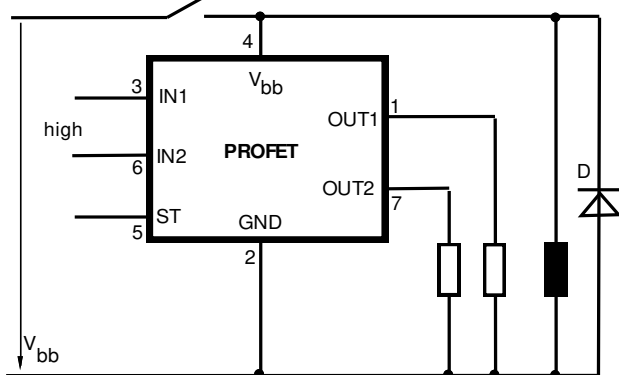 4
V bb
3
IN1
1
OUT1
high
PROFET
IN2
6
D
OUT2
7
ST
5
GND
2
V bb